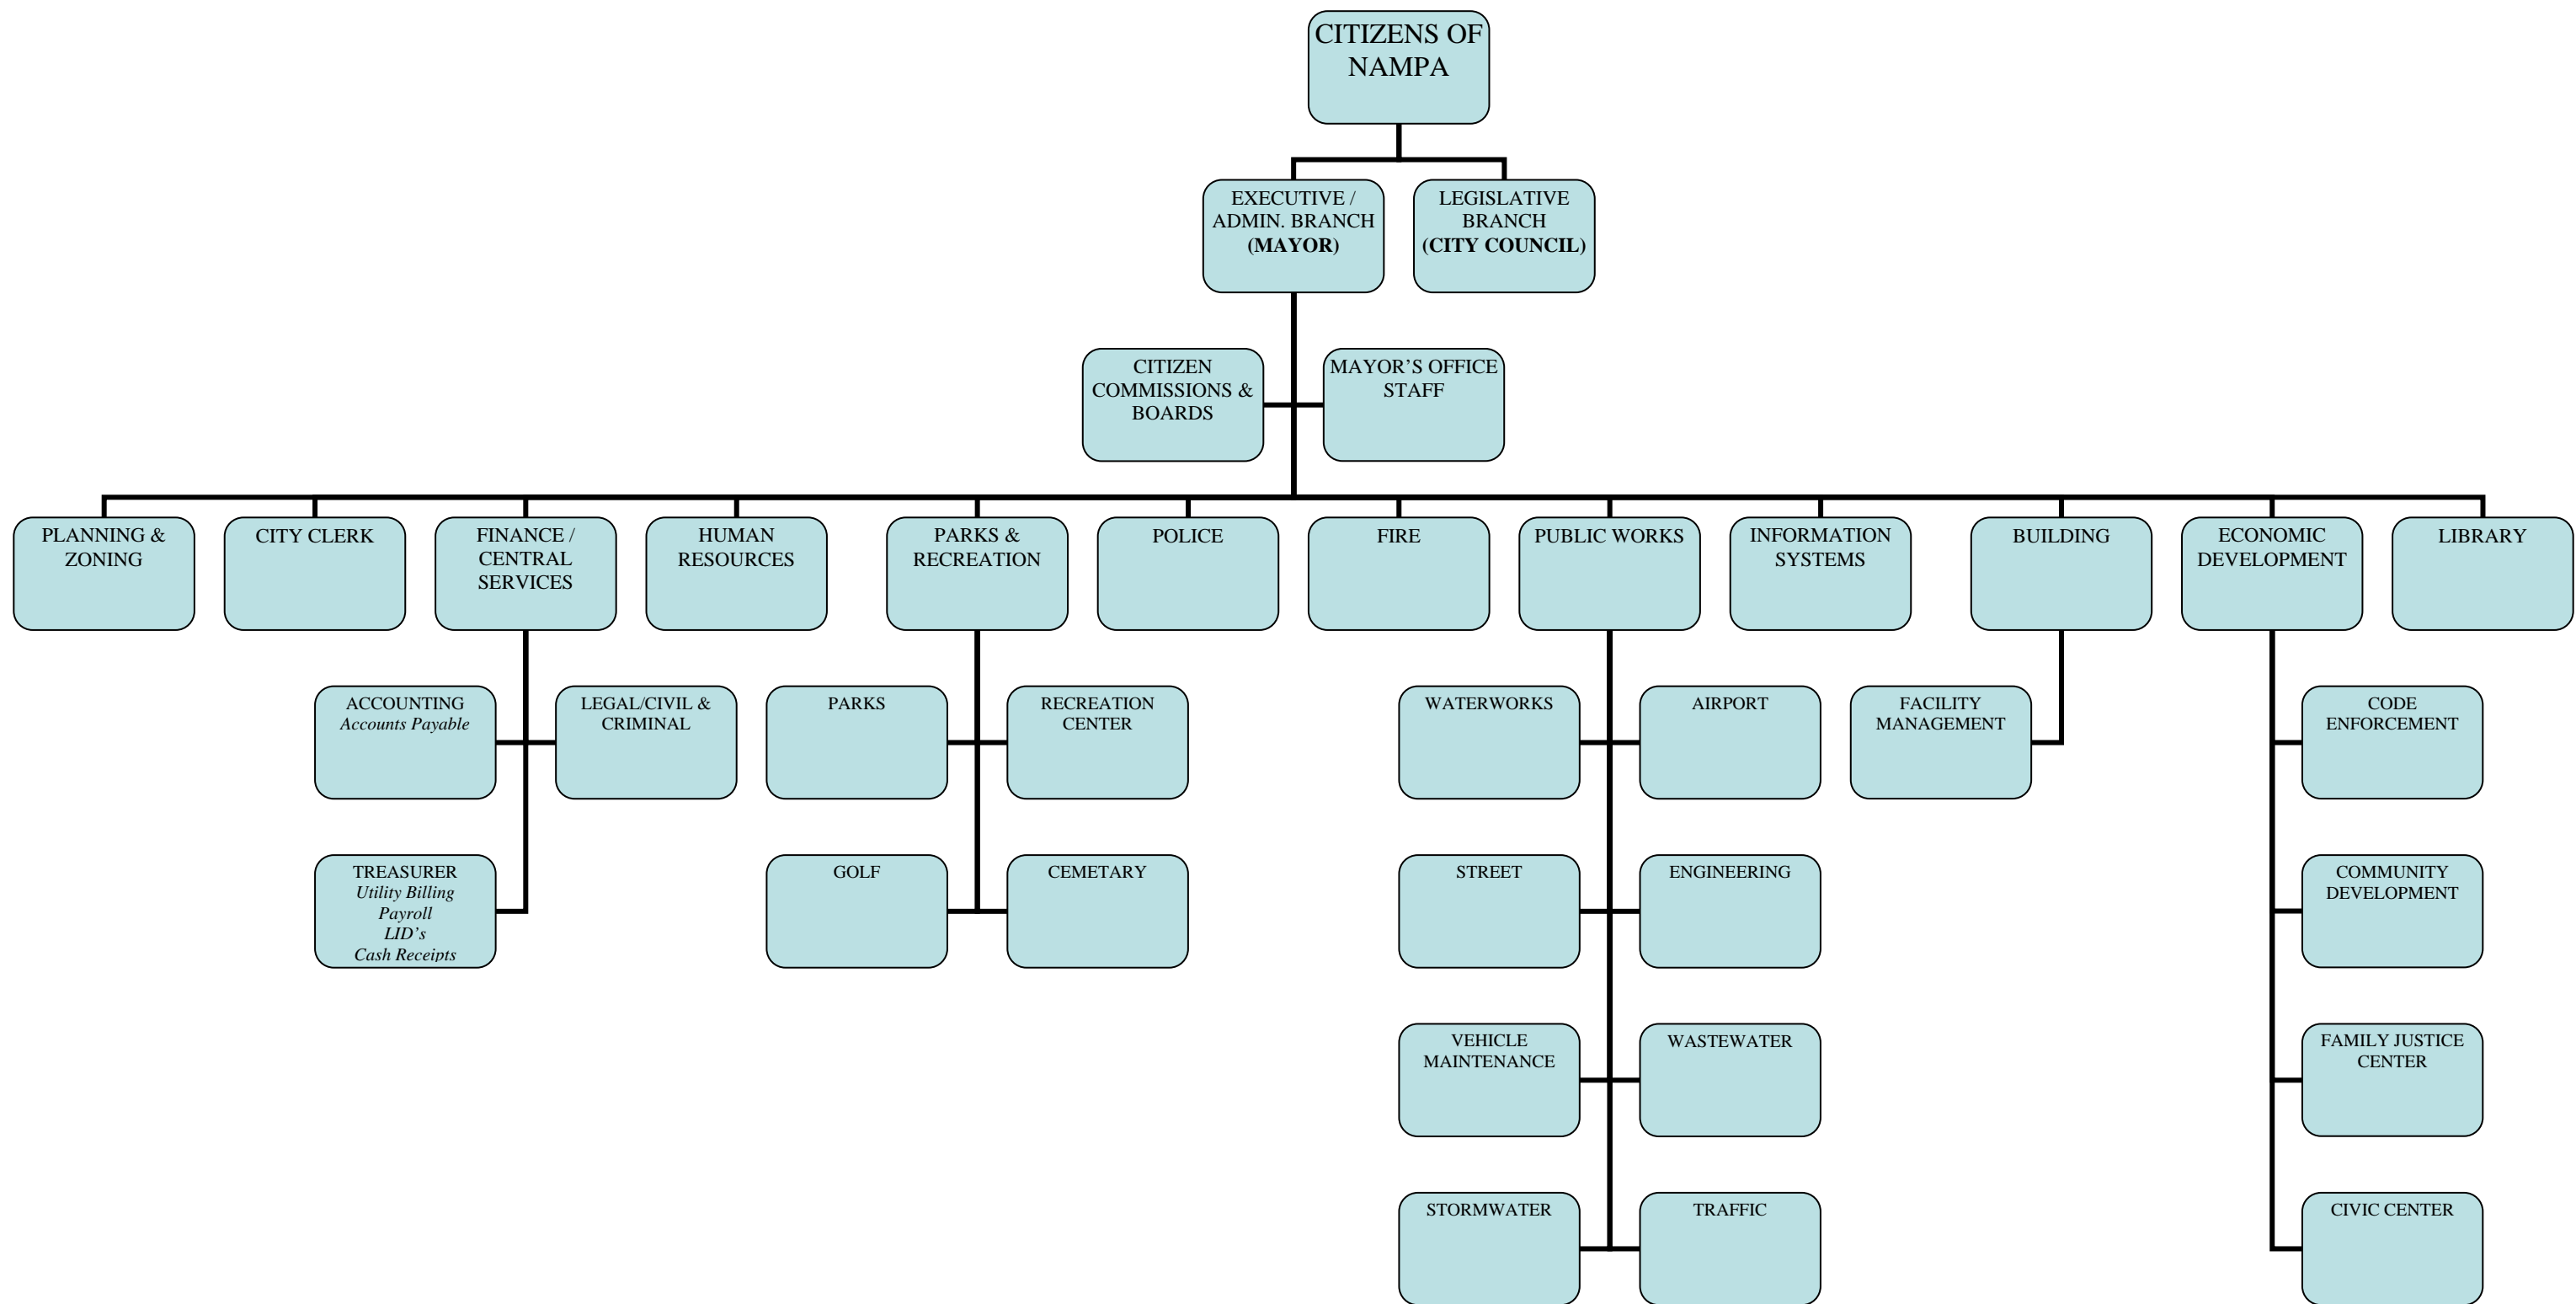 CITIZENS OF
NAMPA
EXECUTIVE /
ADMIN. BRANCH
(MAYOR)
LEGISLATIVE
BRANCH
(CITY COUNCIL)
CITIZEN
COMMISSIONS &
BOARDS
MAYOR’S OFFICE
STAFF
PLANNING &
ZONING
CITY CLERK
FINANCE /
CENTRAL
SERVICES
HUMAN
RESOURCES
PARKS &
RECREATION
POLICE
FIRE
PUBLIC WORKS
INFORMATION
SYSTEMS
BUILDING
ECONOMIC
DEVELOPMENT
LIBRARY
ACCOUNTING
Accounts Payable
LEGAL/CIVIL &
CRIMINAL
PARKS
RECREATION
CENTER
WATERWORKS
AIRPORT
FACILITY
MANAGEMENT
CODE
ENFORCEMENT
TREASURER
Utility Billing
Payroll
LID’s
Cash Receipts
GOLF
CEMETARY
STREET
ENGINEERING
COMMUNITY
DEVELOPMENT
VEHICLE
MAINTENANCE
WASTEWATER
FAMILY JUSTICE
CENTER
STORMWATER
TRAFFIC
CIVIC CENTER